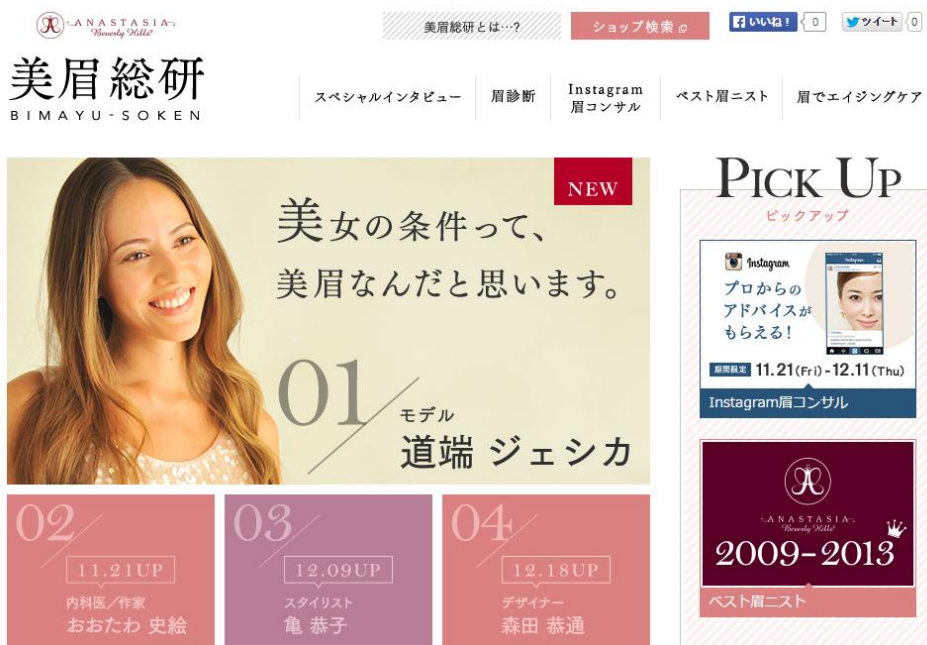 ANASTASIA
Beverly Hills®
美眉総研とは…?
ショップ検索
いいね! 0
ツイート 0
美眉総研
BIMAYU-SOKEN
スペシャルインタビュー
眉診断
Instagram
眉コンサル
ベスト眉ニスト
眉でエイジングケア
NEW
美女の条件って、
美眉なんだと思います。
01
モデル
道端 ジェシカ
02
11.21UP
内科医/作家
おおたわ 史絵
03
12.09UP
スタイリスト
亀 恭子
04
12.18UP
デザイナー
森田 恭通
PICK UP
ピックアップ
Instagram
プロからの
アドバイスが
もらえる!
期間限定 11.21(Fri)-12.11(Thu)
Instagram眉コンサル
ANASTASIA
Beverly Hills®
2009-2013
ベスト眉ニスト